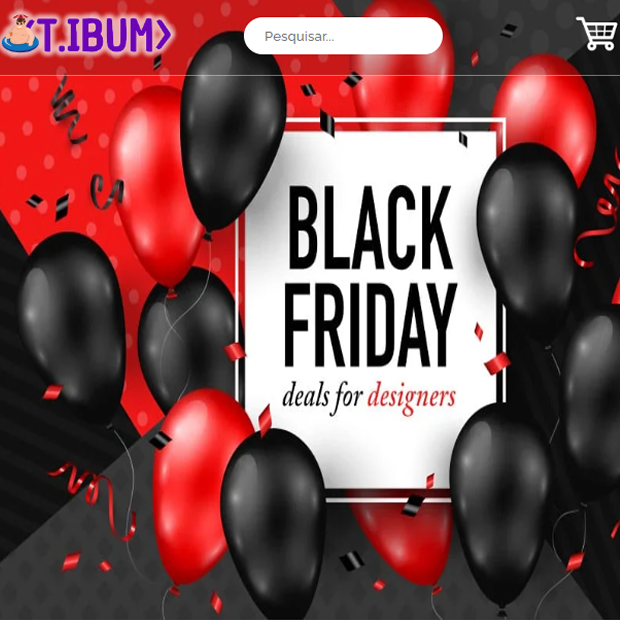 <T.IBUM>
Pesquisar...
BLACK
FRIDAY
deals for designers